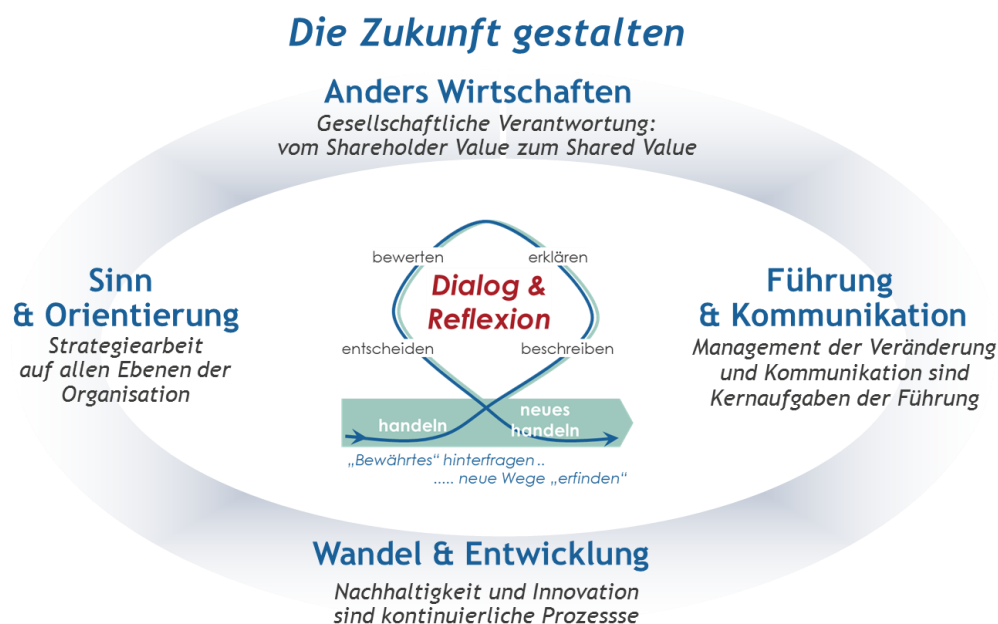 Die Zukunft gestalten
Anders Wirtschaften
Gesellschaftliche Verantwortung:
vom Shareholder Value zum Shared Value
Sinn
& Orientierung
Strategiearbeit
auf allen Ebenen der
Organisation
bewerten
erklären
Dialog &
Reflexion
entscheiden
beschreiben
handeln
neues
handeln
„Bewährtes“ hinterfragen ..
..... neue Wege „erfinden“
Führung
& Kommunikation
Management der Veränderung
und Kommunikation sind
Kernaufgaben der Führung
Wandel & Entwicklung
Nachhaltigkeit und Innovation
sind kontinuierliche Prozessse